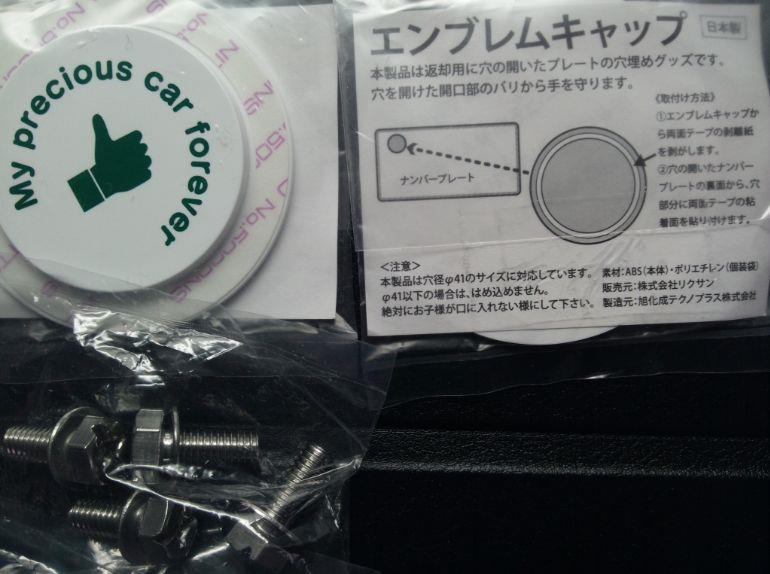 My precious car forever
No.5000NS
エンブレムキャップ
日本製
本製品は返却用に穴の開いたプレートの穴埋めグッズです。
穴を開けた開口部のバリから手を守ります。
《取付け方法》
①エンブレムキャップか
ら両面テープの剥離紙
を剥がします。
②穴の開いたナンバー
プレートの裏面から、穴
部分に両面テープの粘
着面を貼り付けます。
ナンバープレート
<注意>
本製品は穴径φ41のサイズに対応しています。
φ41以下の場合は、はめ込めません。
絶対にお子様が口に入れない様にして下さい。
素材:ABS(本体)・ポリエチレン(個装袋)
販売元:株式会社リクサン
製造元:旭化成テクノプラス株式会社